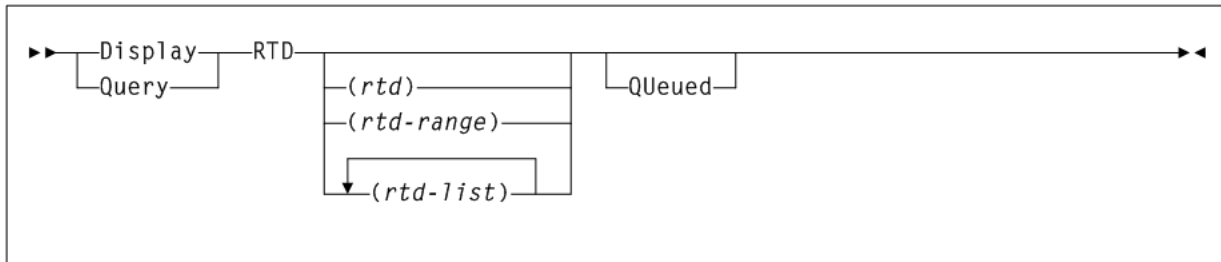 Display RTD
Query (rtd) QUeued
(rtd-range)
(rtd-list)